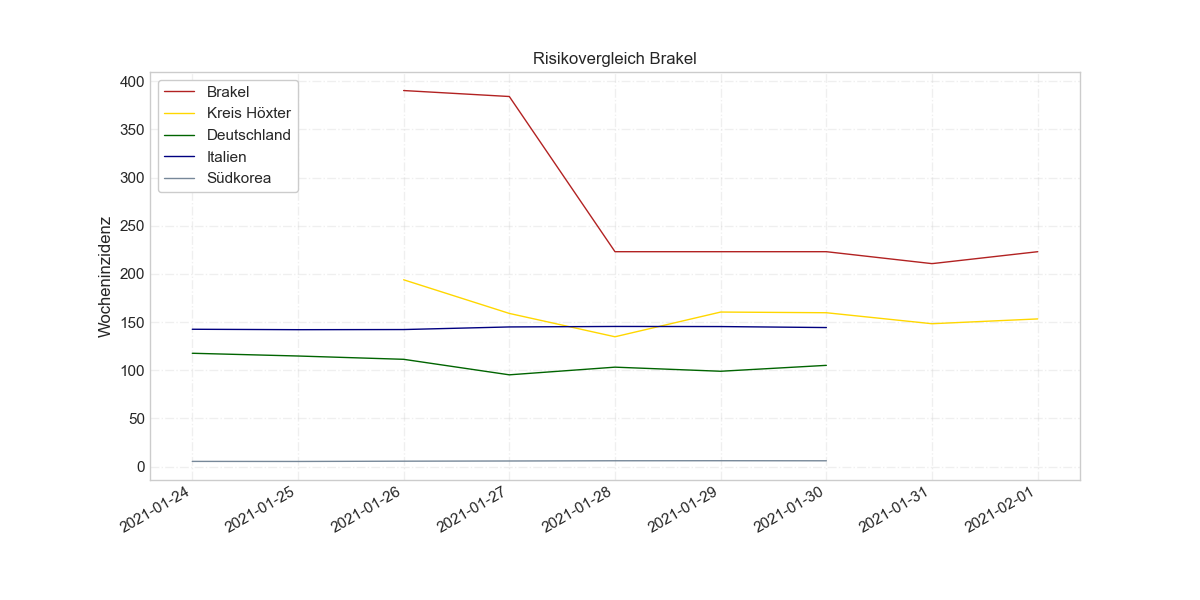 Risikovergleich Brakel
Wocheninzidenz
400
350
300
250
200
150
100
50
0
Brakel
Kreis Höxter
Deutschland
Italien
Südkorea
2021-01-24
2021-01-25
2021-01-26
2021-01-27
2021-01-28
2021-01-29
2021-01-30
2021-01-31
2021-02-01